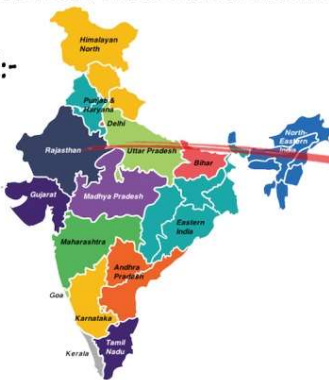 Himalayan
North
:-
Punjab &
Haryana
Delhi
Rajasthan
Uttar Pradesh
Bihar
North-
Eastern
Gujarat
Madhya Pradesh
Eastern
India
Maharashtra
Andhra
Pradesh
Goa
Karnataka
Tamil
Nadu
Kerala